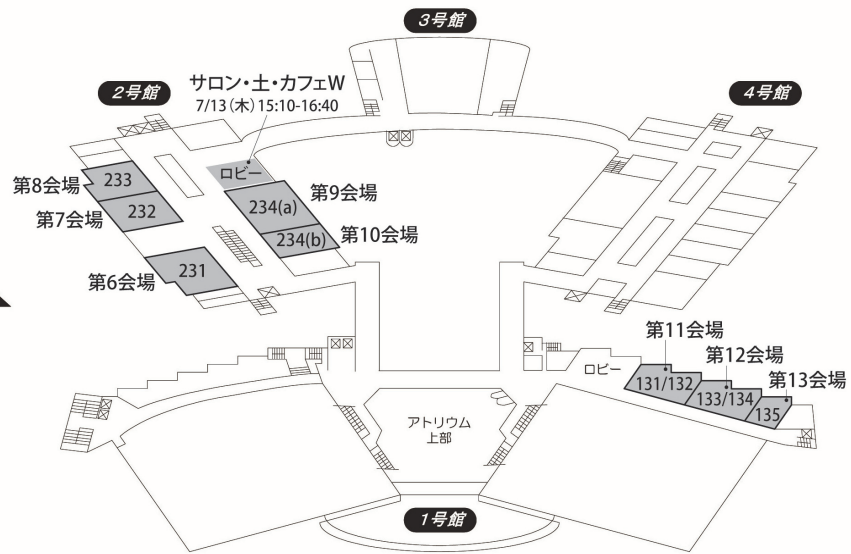 3号館
2号館
サロン・土・カフェW
7/13（木）15:10-16:40
4号館
ロビー
第8会場
233
第7会場
232
第9会場
234(a)
第10会場
234(b)
第6会場
231
第11会場
131/132
第12会場
133/134
第13会場
135
ロビー
アトリウム
上部
1号館